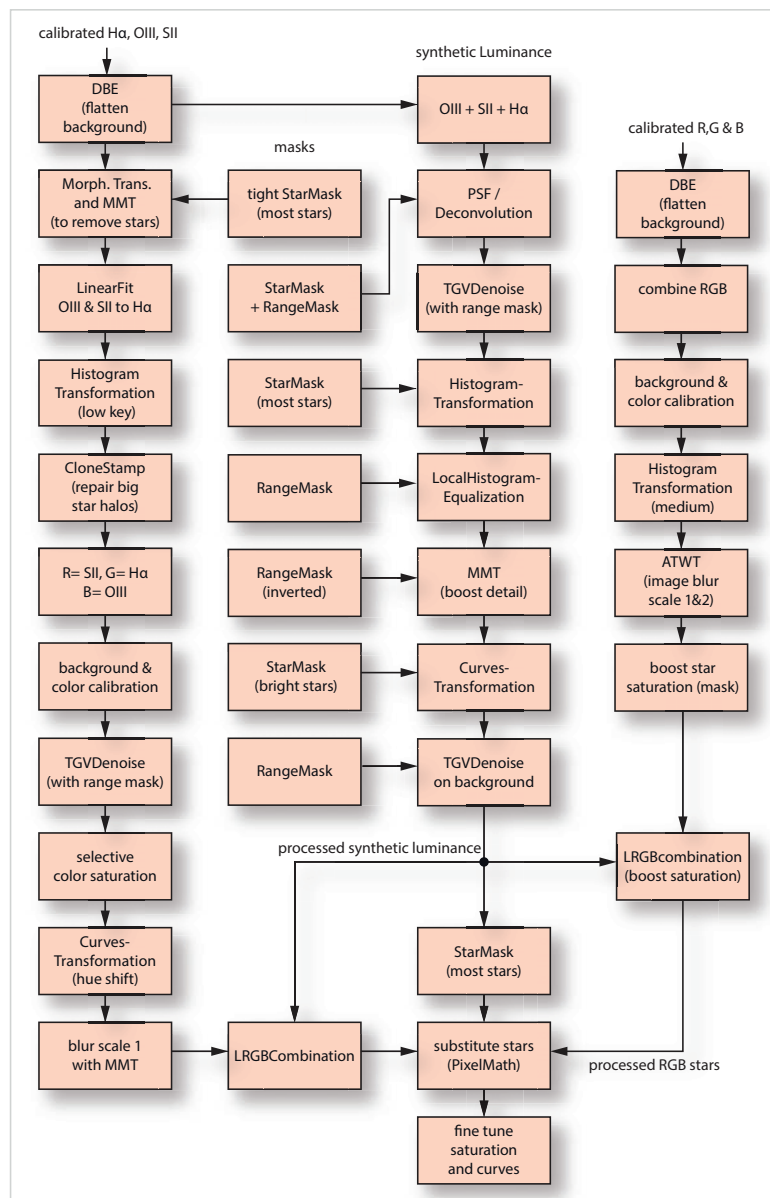 calibrated Hα, OIII, SII
DBE
(flatten
background)
Morph. Trans.
and MMT
(to remove stars)
LinearFit
OIII & SII to Hα
Histogram
Transformation
(low key)
CloneStamp
(repair big
star halos)
R= SII, G= Hα
B= OIII
background &
color calibration
TGVDenoise
(with range mask)
selective
color saturation
Curves-
Transformation
(hue shift)
blur scale 1
with MMT
masks
tight StarMask
(most stars)
StarMask
+ RangeMask
StarMask
(most stars)
RangeMask
RangeMask
(inverted)
StarMask
(bright stars)
RangeMask
processed synthetic luminance
LRGBCombination
synthetic Luminance
OIII + SII + Hα
PSF /
Deconvolution
TGVDenoise
(with range mask)
Histogram-
Transformation
LocalHistogram-
Equalization
MMT
(boost detail)
Curves-
Transformation
TGVDenoise
on background
StarMask
(most stars)
substitute stars
(PixelMath)
fine tune
saturation
and curves
calibrated R,G & B
DBE
(flatten
background)
combine RGB
background &
color calibration
Histogram
Transformation
(medium)
ATWT
(image blur
scale 1&2)
boost star
saturation (mask)
LRGBcombination
(boost saturation)
processed RGB stars